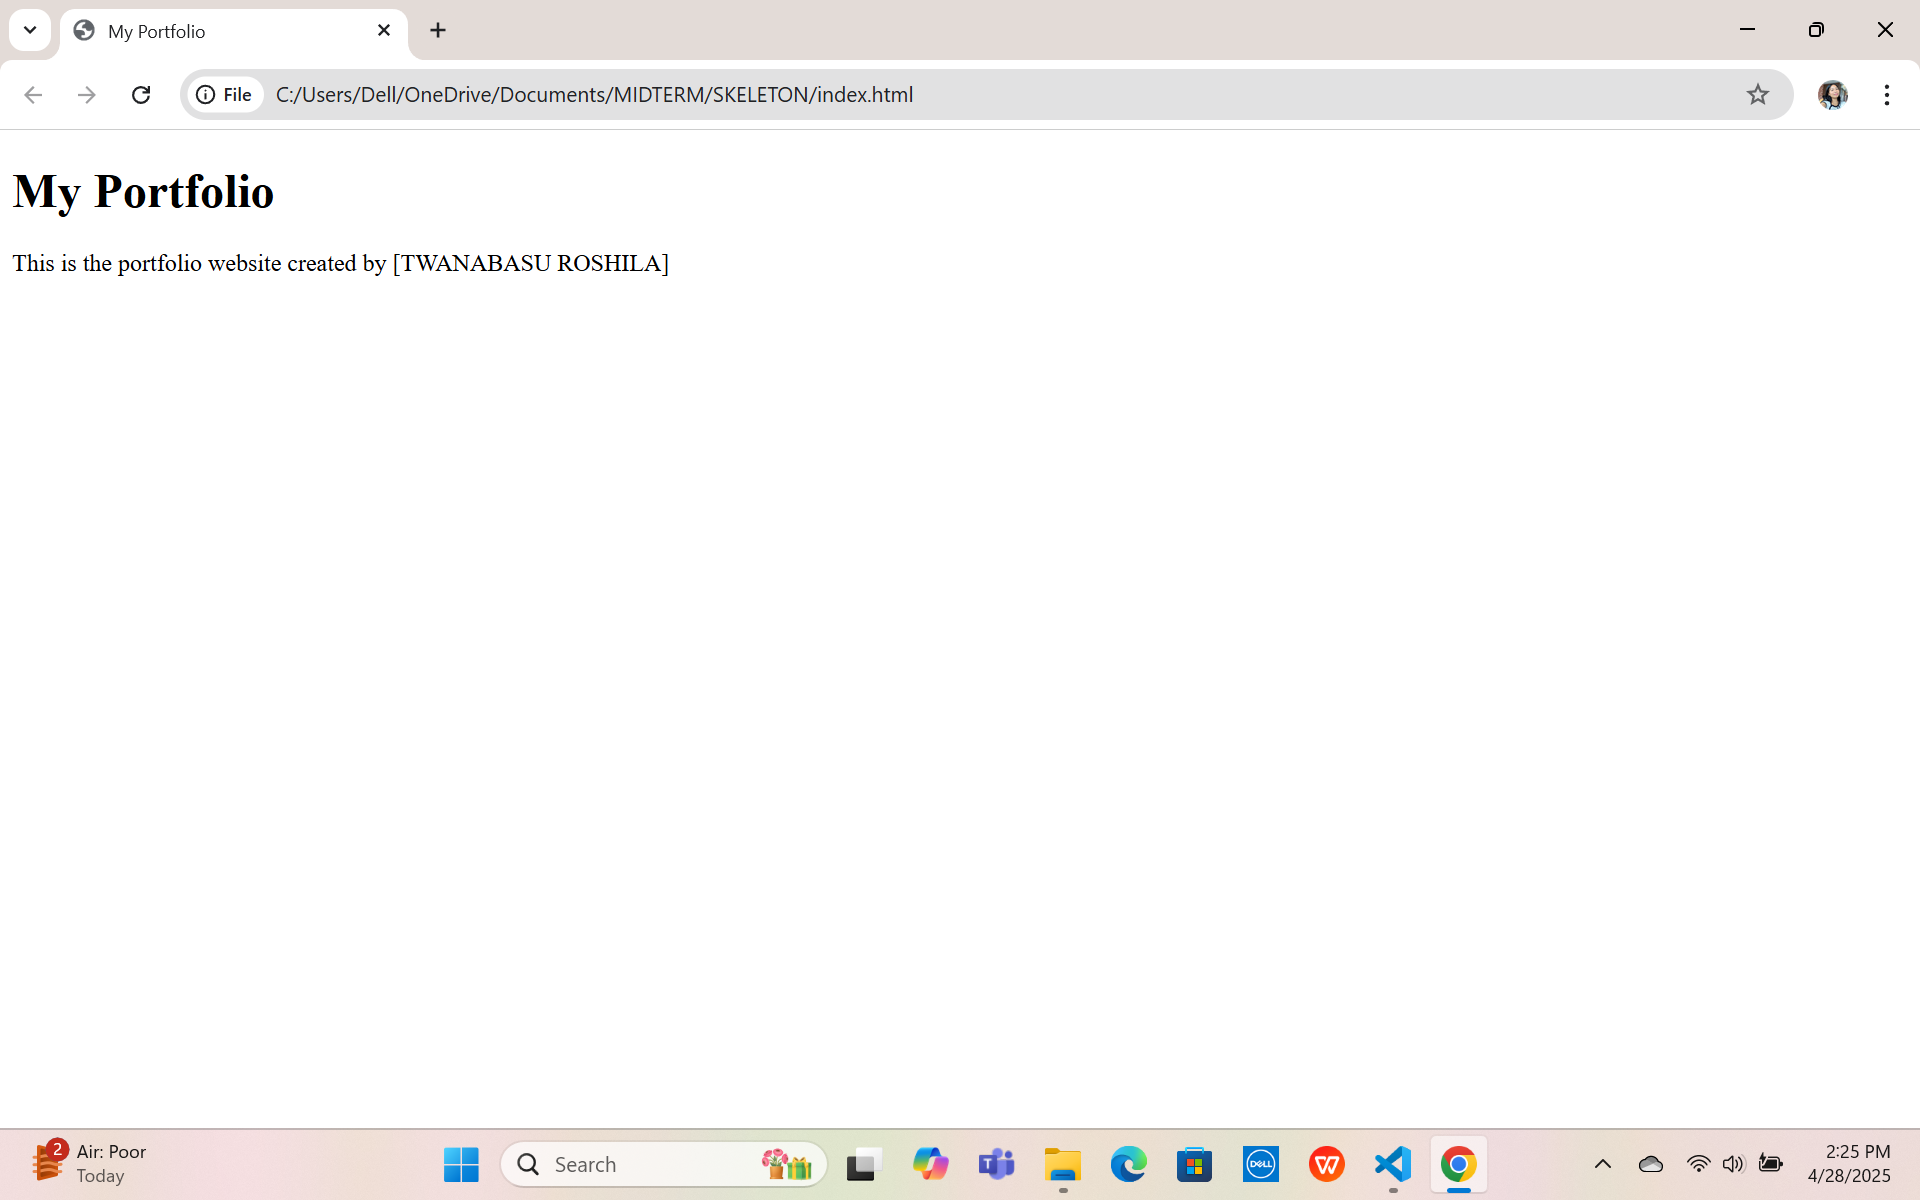 My Portfolio
File
C:/Users/Dell/OneDrive/Documents/MIDTERM/SKELETON/index.html
My Portfolio
This is the portfolio website created by [TWANABASU ROSHILA]
2
Air: Poor
Today
Search
T
DELL
W
2:25 PM
4/28/2025